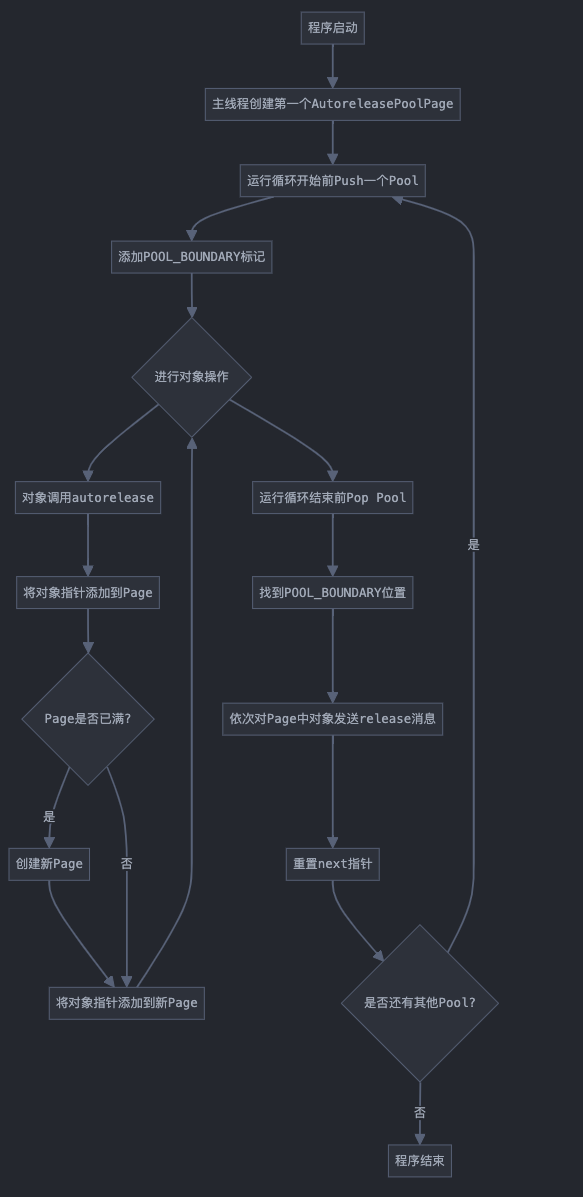 程序启动
主线程创建第一个AutoreleasePoolPage
运行循环开始前Push一个Pool
添加POOL_BOUNDARY标记
进行对象操作
对象调用autorelease
运行循环结束前Pop Pool
是
将对象指针添加到Page
找到POOL_BOUNDARY位置
Page是否已满?
依次对Page中对象发送release消息
是
创建新Page
否
重置next指针
将对象指针添加到新Page
是否还有其他Pool?
否
程序结束